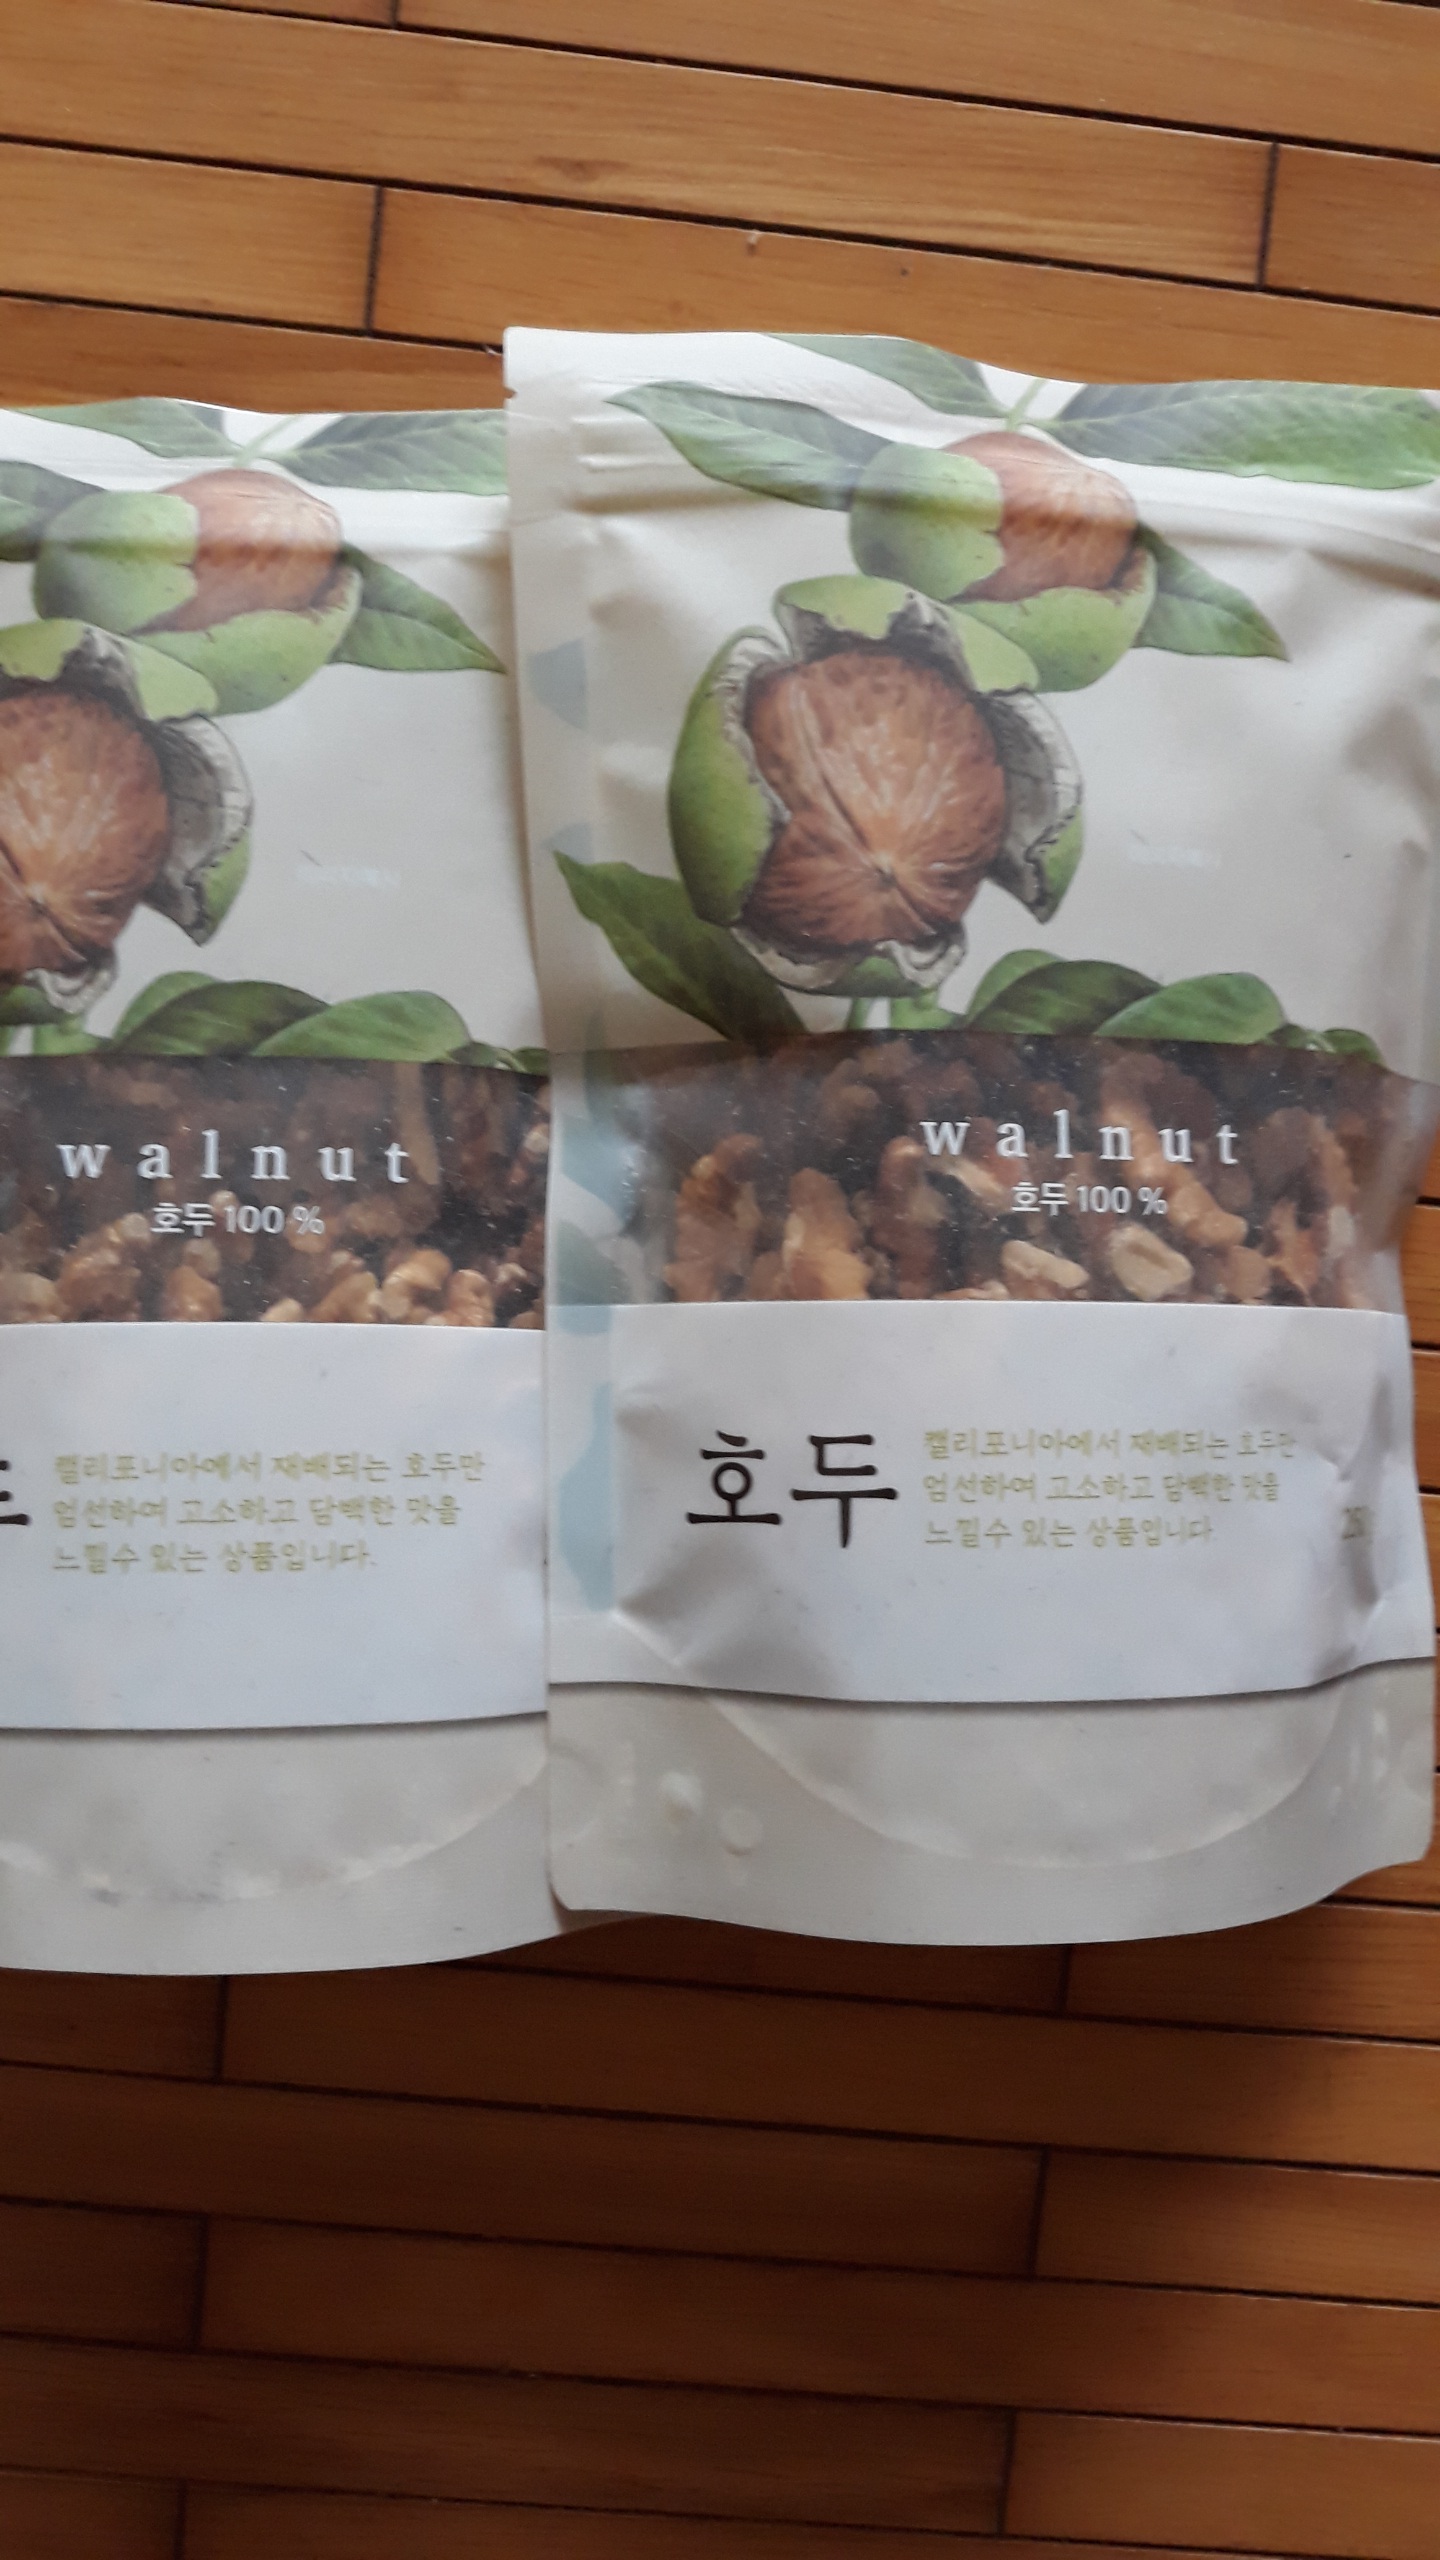 walnut
호두 100 %
캘리포니아에서 재배되는 호두만
엄선하여 고소하고 담백한 맛을
느낄수 있는 상품입니다.
walnut
호두 100 %
호두
캘리포니아에서 재배되는 호두만
엄선하여 고소하고 담백한 맛을
느낄수 있는 상품입니다